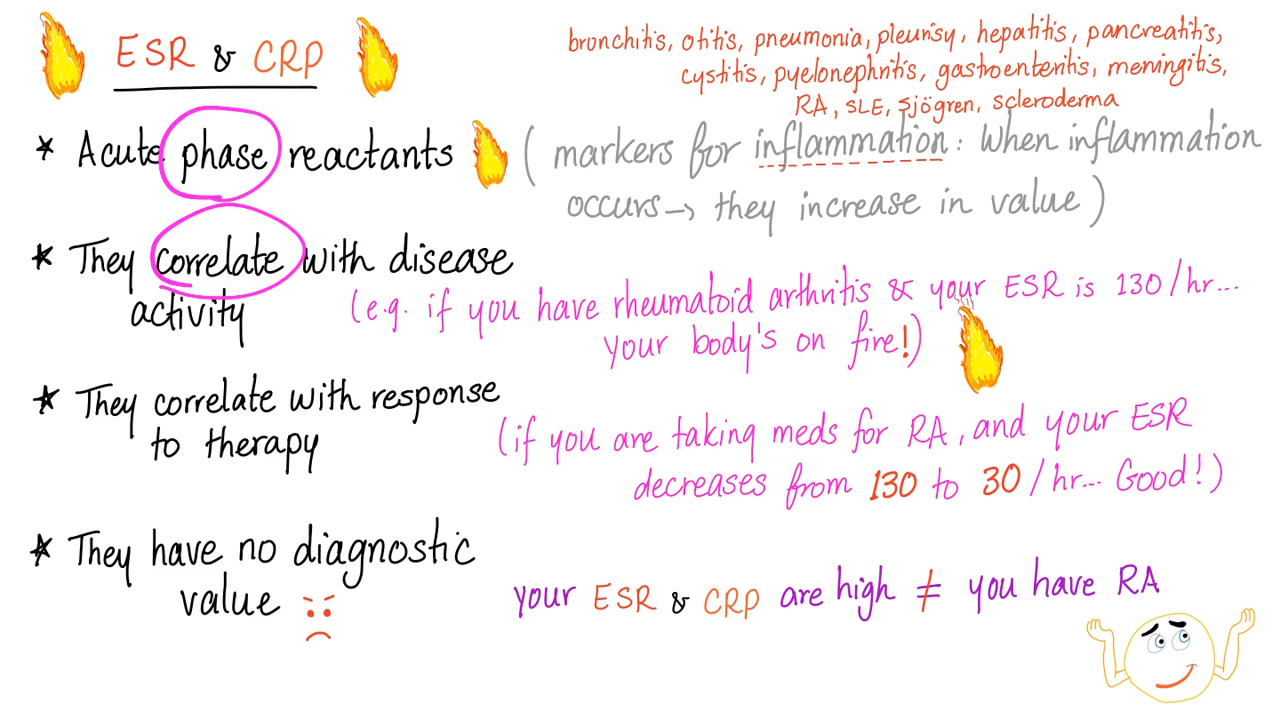 ESR & CRP
bronchitis, otitis, pneumonia, pleurisy, hepatitis, pancreatitis,
cystitis, pyelonephritis, gastroenteritis, meningitis,
RA, SLE, Sjögren, scleroderma
* Acute phase reactants
(markers for inflammation: When inflammation
occurs → they increase in value)
* They correlate with disease
activity
(e.g. if you have rheumatoid arthritis & your ESR is 130/hr...
your body's on fire!)
* They correlate with response
to therapy
(if you are taking meds for RA, and your ESR
decreases from 130 to 30/hr... Good!)
* They have no diagnostic
value
your ESR & CRP are high ≠ you have RA